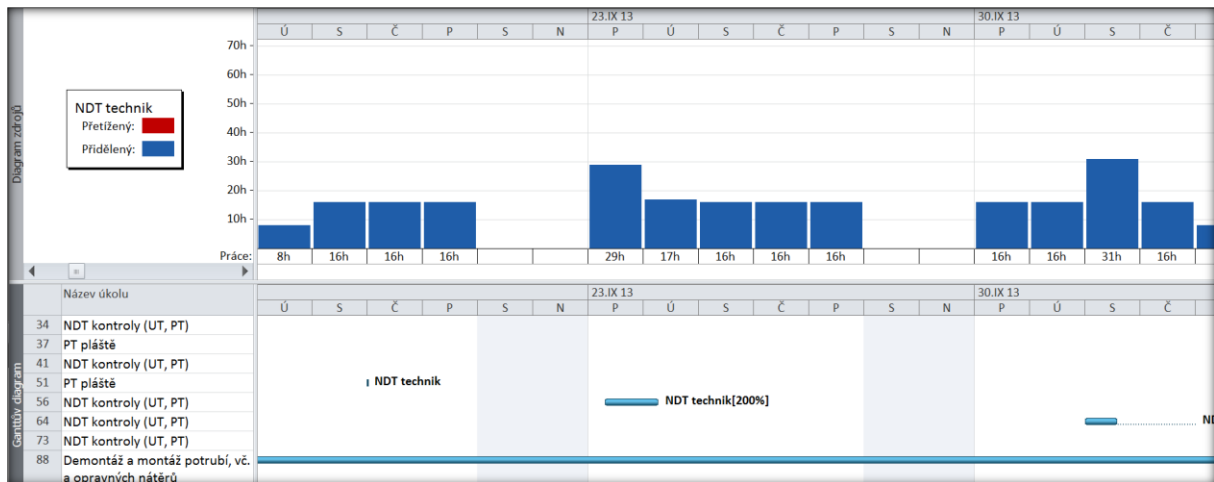 23.IX 13 30.IX 13
Ú S Č P S N P Ú S Č P S N P Ú S Č
Diagram zdrojů
NDT technik
Přetížený:
Přidělený:
70h
60h
50h
40h
30h
20h
10h
Práce: 8h 16h 16h 16h 29h 17h 16h 16h 16h 16h 16h 31h 16h
Název úkolu 23.IX 13 30.IX 13
Ú S Č P S N P Ú S Č P S N P Ú S Č
Ganttův diagram
34 NDT kontroly (UT, PT)
37 PT pláště
41 NDT kontroly (UT, PT)
51 PT pláště NDT technik
56 NDT kontroly (UT, PT) NDT technik[200%]
64 NDT kontroly (UT, PT)
73 NDT kontroly (UT, PT)
88 Demontáž a montáž potrubí, vč.
a opravných nátěrů